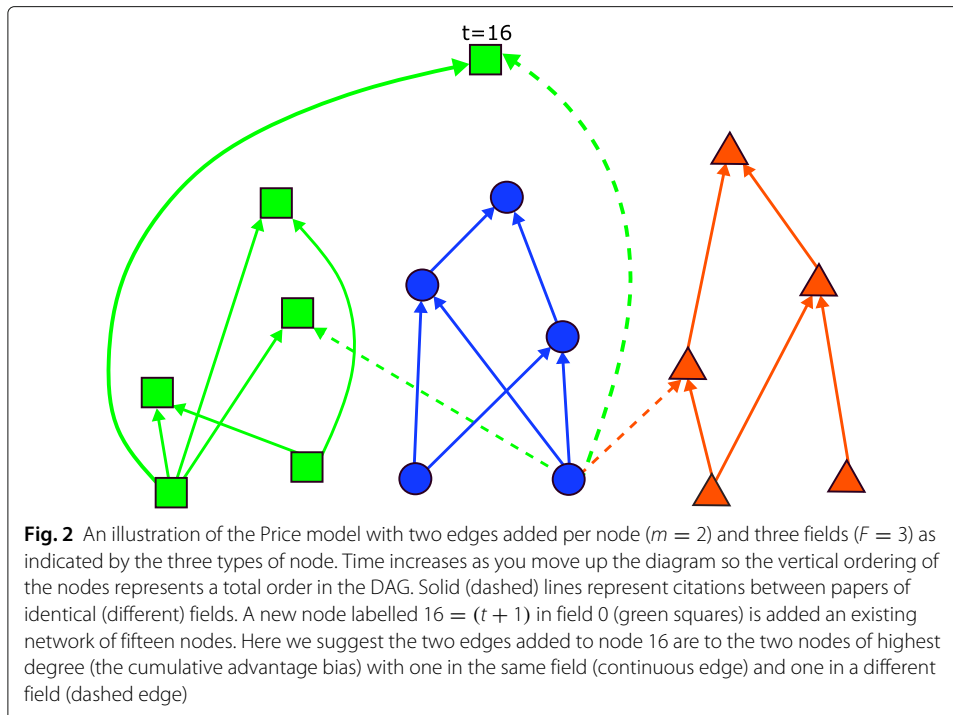 t=16
Fig. 2 An illustration of the Price model with two edges added per node (m = 2) and three fields (F = 3) as
indicated by the three types of node. Time increases as you move up the diagram so the vertical ordering of
the nodes represents a total order in the DAG. Solid (dashed) lines represent citations between papers of
identical (different) fields. A new node labelled 16 = (t + 1) in field 0 (green squares) is added an existing
network of fifteen nodes. Here we suggest the two edges added to node 16 are to the two nodes of highest
degree (the cumulative advantage bias) with one in the same field (continuous edge) and one in a different
field (dashed edge)